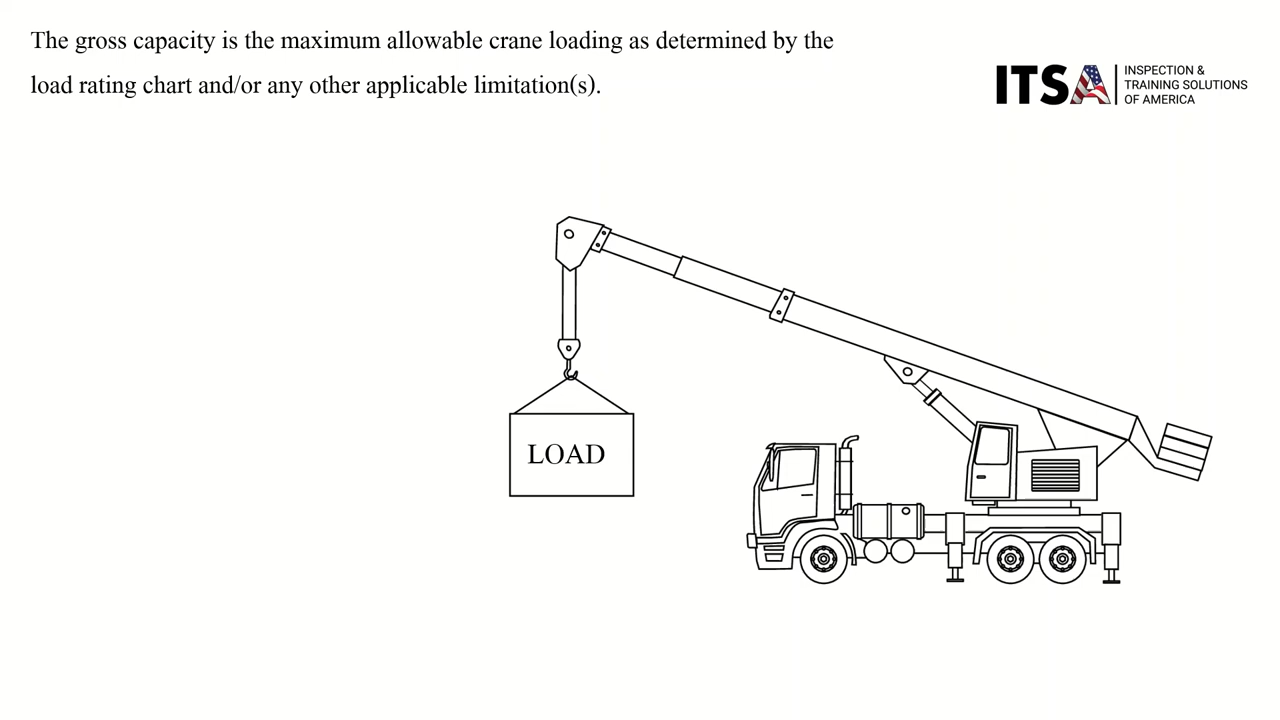 The gross capacity is the maximum allowable crane loading as determined by the
load rating chart and/or any other applicable limitation(s).
ITSA
INSPECTION &
TRAINING SOLUTIONS
OF AMERICA
LOAD